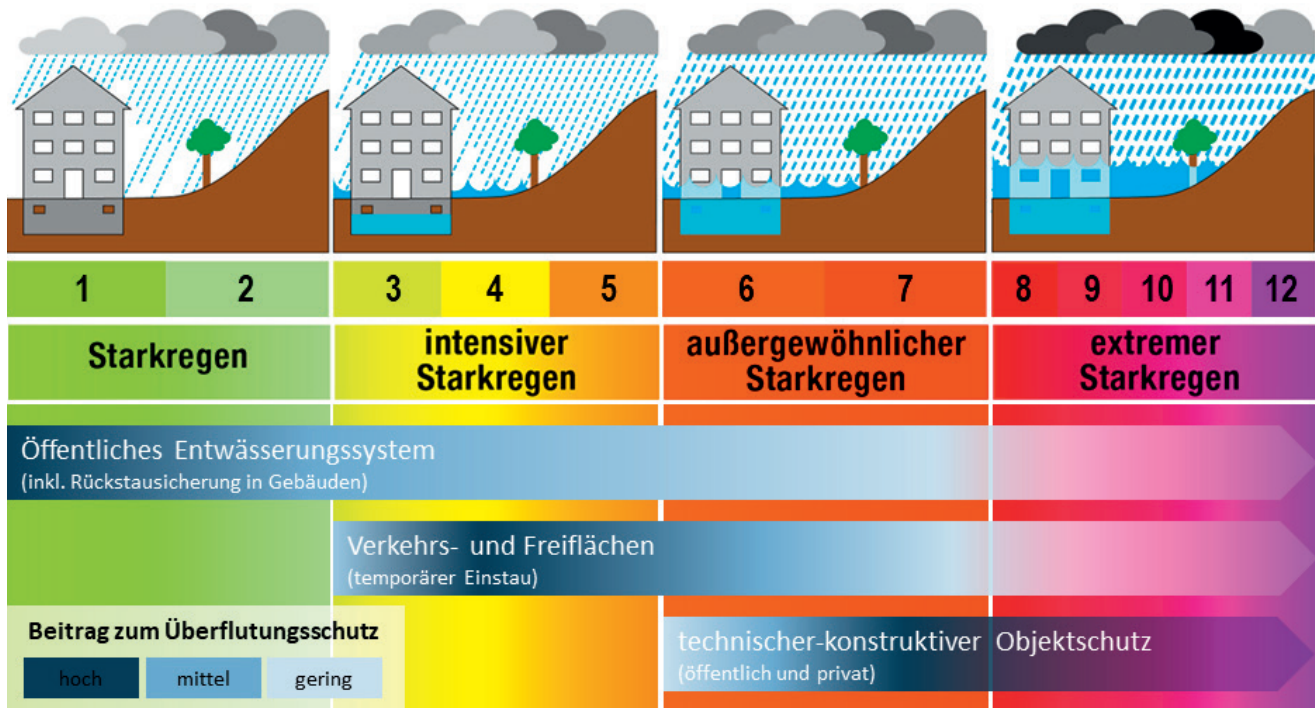 1 2 3 4 5 6 7 8 9 10 11 12
Starkregen
intensiver
Starkregen
außergewöhnlicher
Starkregen
extremer
Starkregen
Öffentliches Entwässerungssystem
(inkl. Rückstausicherung in Gebäuden)
Verkehrs- und Freiflächen
(temporärer Einstau)
technischer-konstruktiver Objektschutz
(öffentlich und privat)
Beitrag zum Überflutungsschutz
hoch mittel gering